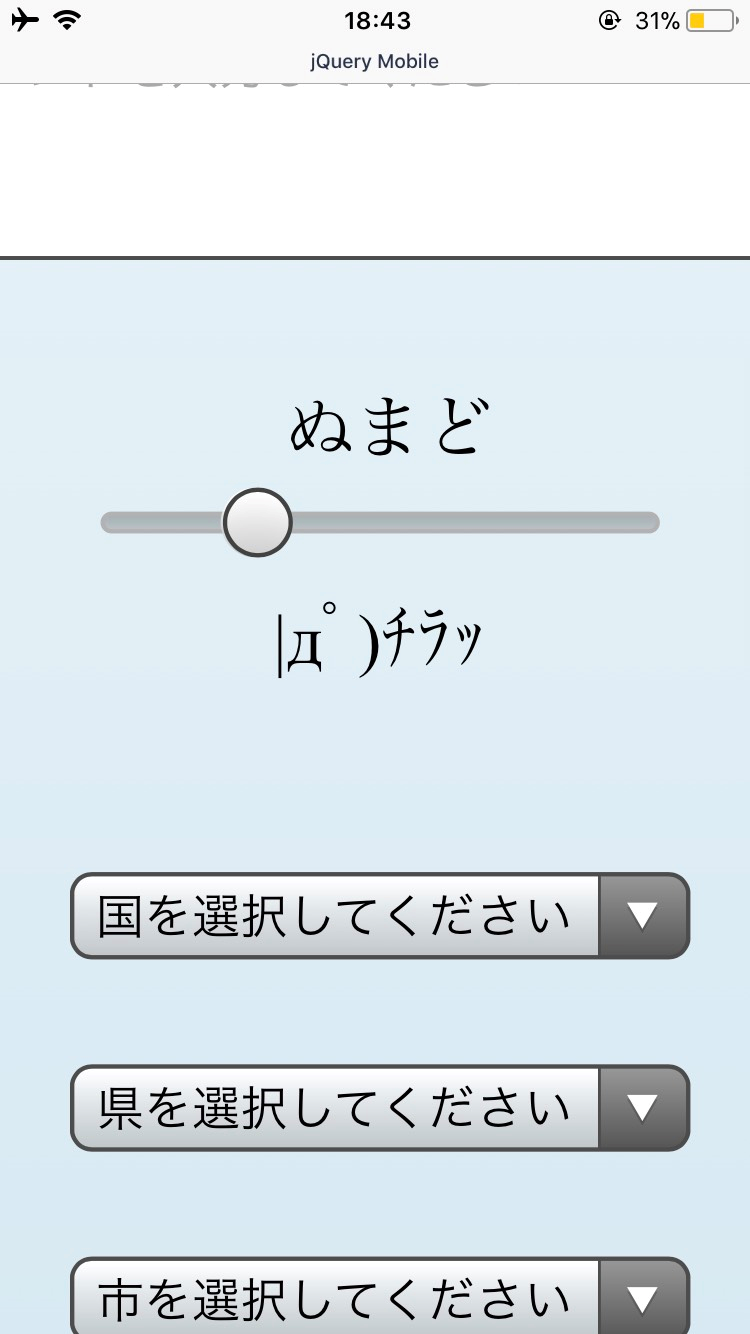 18:43
31%
jQuery Mobile
ぬまど
|дﾟ)ﾁﾗｯ
国を選択してください
▼
県を選択してください
▼
市を選択してください
▼